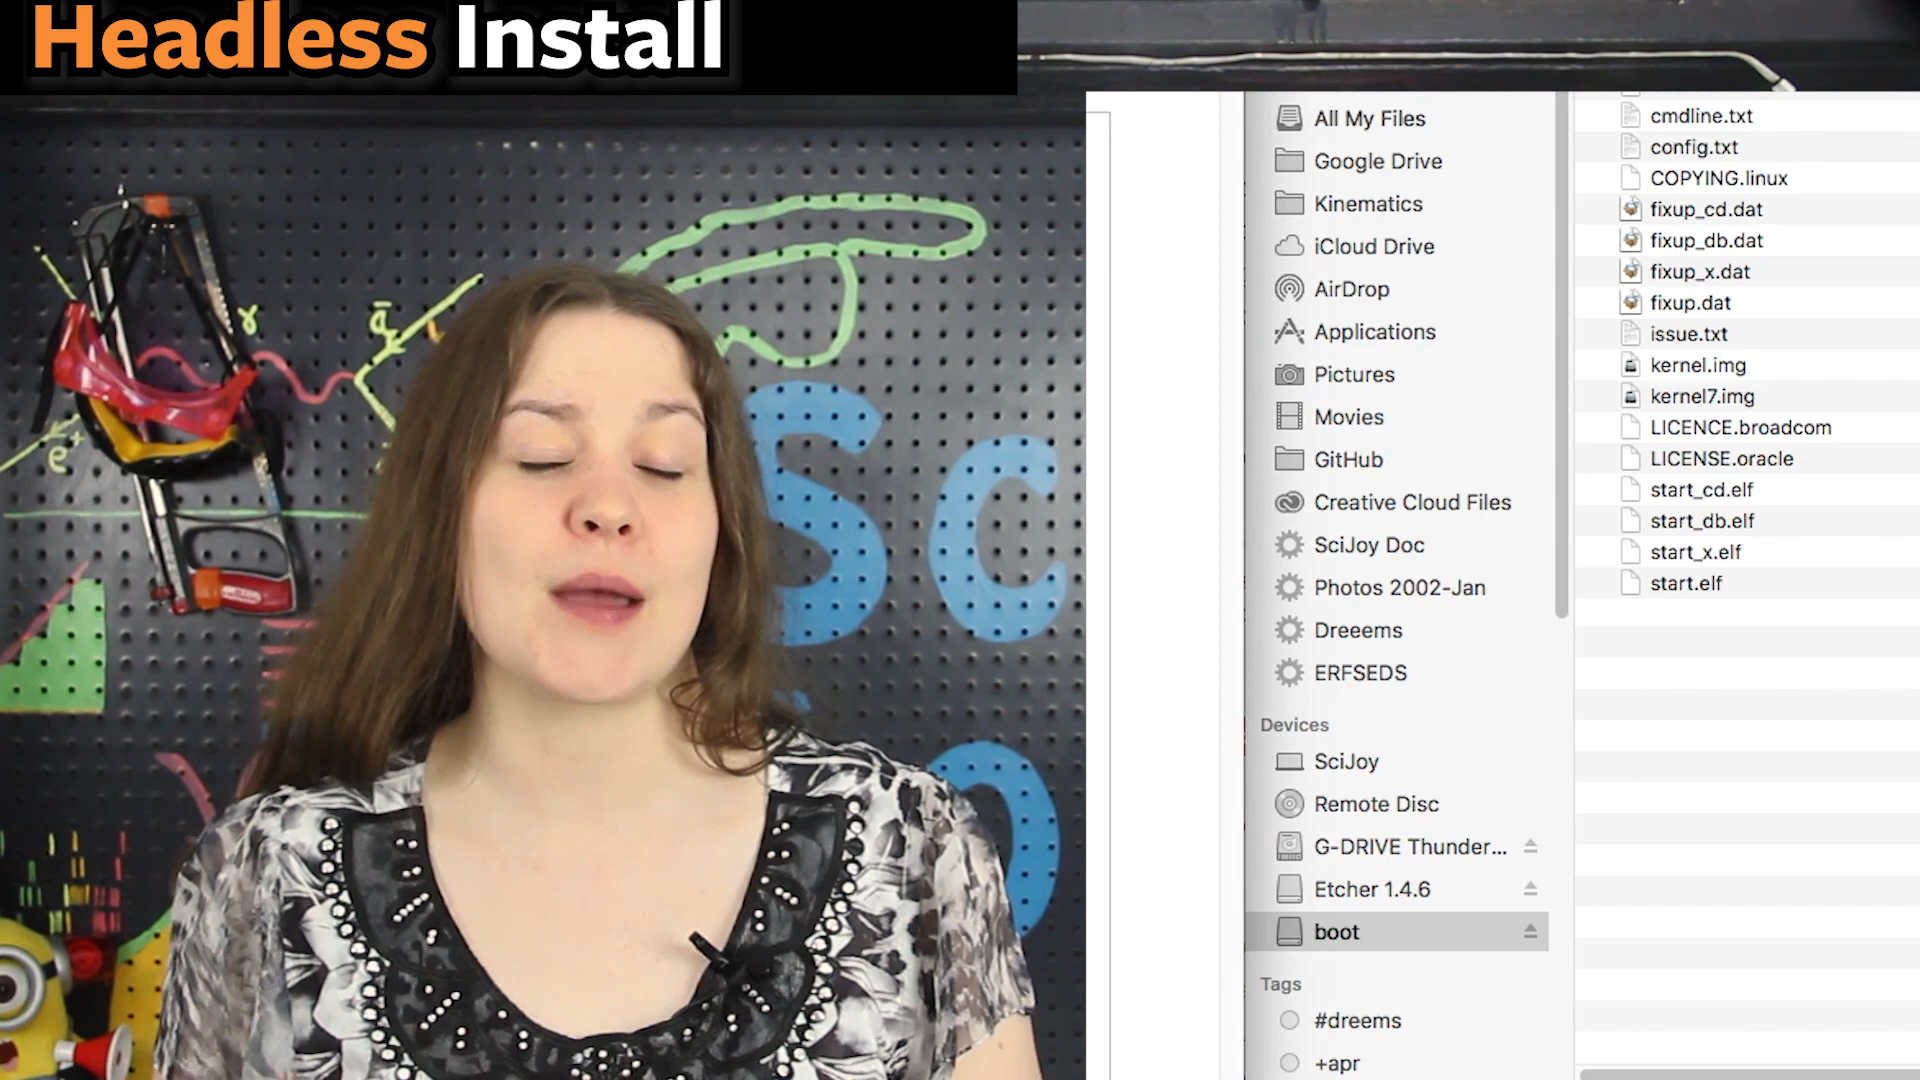 Headless Install
All My Files
Google Drive
Kinematics
iCloud Drive
AirDrop
Applications
Pictures
Movies
GitHub
Creative Cloud Files
SciJoy Doc
Photos 2002-Jan
Dreeems
ERFSEDS
Devices
SciJoy
Remote Disc
G-DRIVE Thunder...
Etcher 1.4.6
boot
Tags
#dreems
+apr
cmdline.txt
config.txt
COPYING.linux
fixup_cd.dat
fixup_db.dat
fixup_x.dat
fixup.dat
issue.txt
kernel.img
kernel7.img
LICENCE.broadcom
LICENSE.oracle
start_cd.elf
start_db.elf
start_x.elf
start.elf
γ
q̄
e⁺
Sc